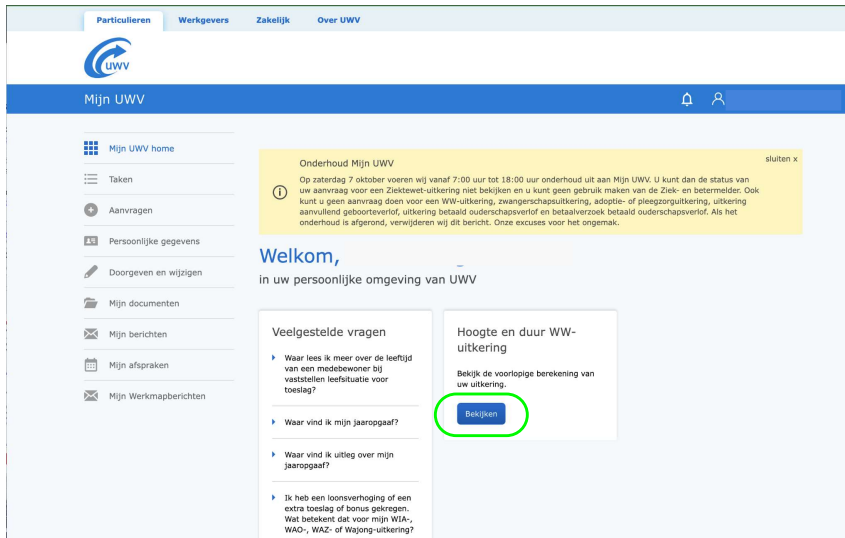 Particulieren Werkgevers Zakelijk Over UWV
UWV
Mijn UWV
Mijn UWV home
Taken
Aanvragen
Persoonlijke gegevens
Doorgeven en wijzigen
Mijn documenten
Mijn berichten
Mijn afspraken
Mijn Werkmapberichten
sluiten x
Onderhoud Mijn UWV
Op zaterdag 7 oktober voeren wij vanaf 7:00 uur tot 18:00 uur onderhoud uit aan Mijn UWV. U kunt dan de status van
uw aanvraag voor een Ziektewet-uitkering niet bekijken en u kunt geen gebruik maken van de Ziek- en betermelder. Ook
kunt u geen aanvraag doen voor een WW-uitkering, zwangerschapsuitkering, adoptie- of pleegzorguitkering, uitkering
aanvullend geboorteverlof, uitkering betaald ouderschapsverlof en betaalverzoek betaald ouderschapsverlof. Als het
onderhoud is afgerond, verwijderen wij dit bericht. Onze excuses voor het ongemak.
Welkom,
in uw persoonlijke omgeving van UWV
Veelgestelde vragen
Waar lees ik meer over de leeftijd
van een medebewoner bij
vaststellen leefsituatie voor
toeslag?
Waar vind ik mijn jaaropgaaf?
Waar vind ik uitleg over mijn
jaaropgaaf?
Ik heb een loonsverhoging of een
extra toeslag of bonus gekregen.
Wat betekent dat voor mijn WIA-,
WAO-, WAZ- of Wajong-uitkering?
Hoogte en duur WW-
uitkering
Bekijk de voorlopige berekening van
uw uitkering.
Bekijken